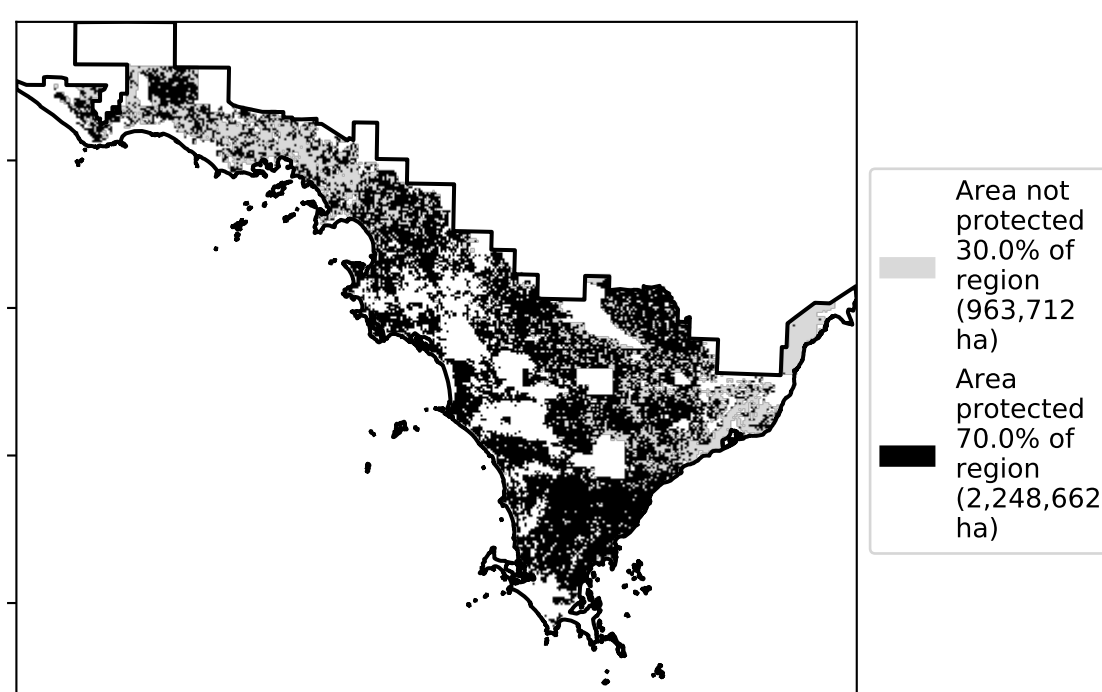 Area not
protected
30.0% of
region
(963,712
ha)
Area
protected
70.0% of
region
(2,248,662
ha)